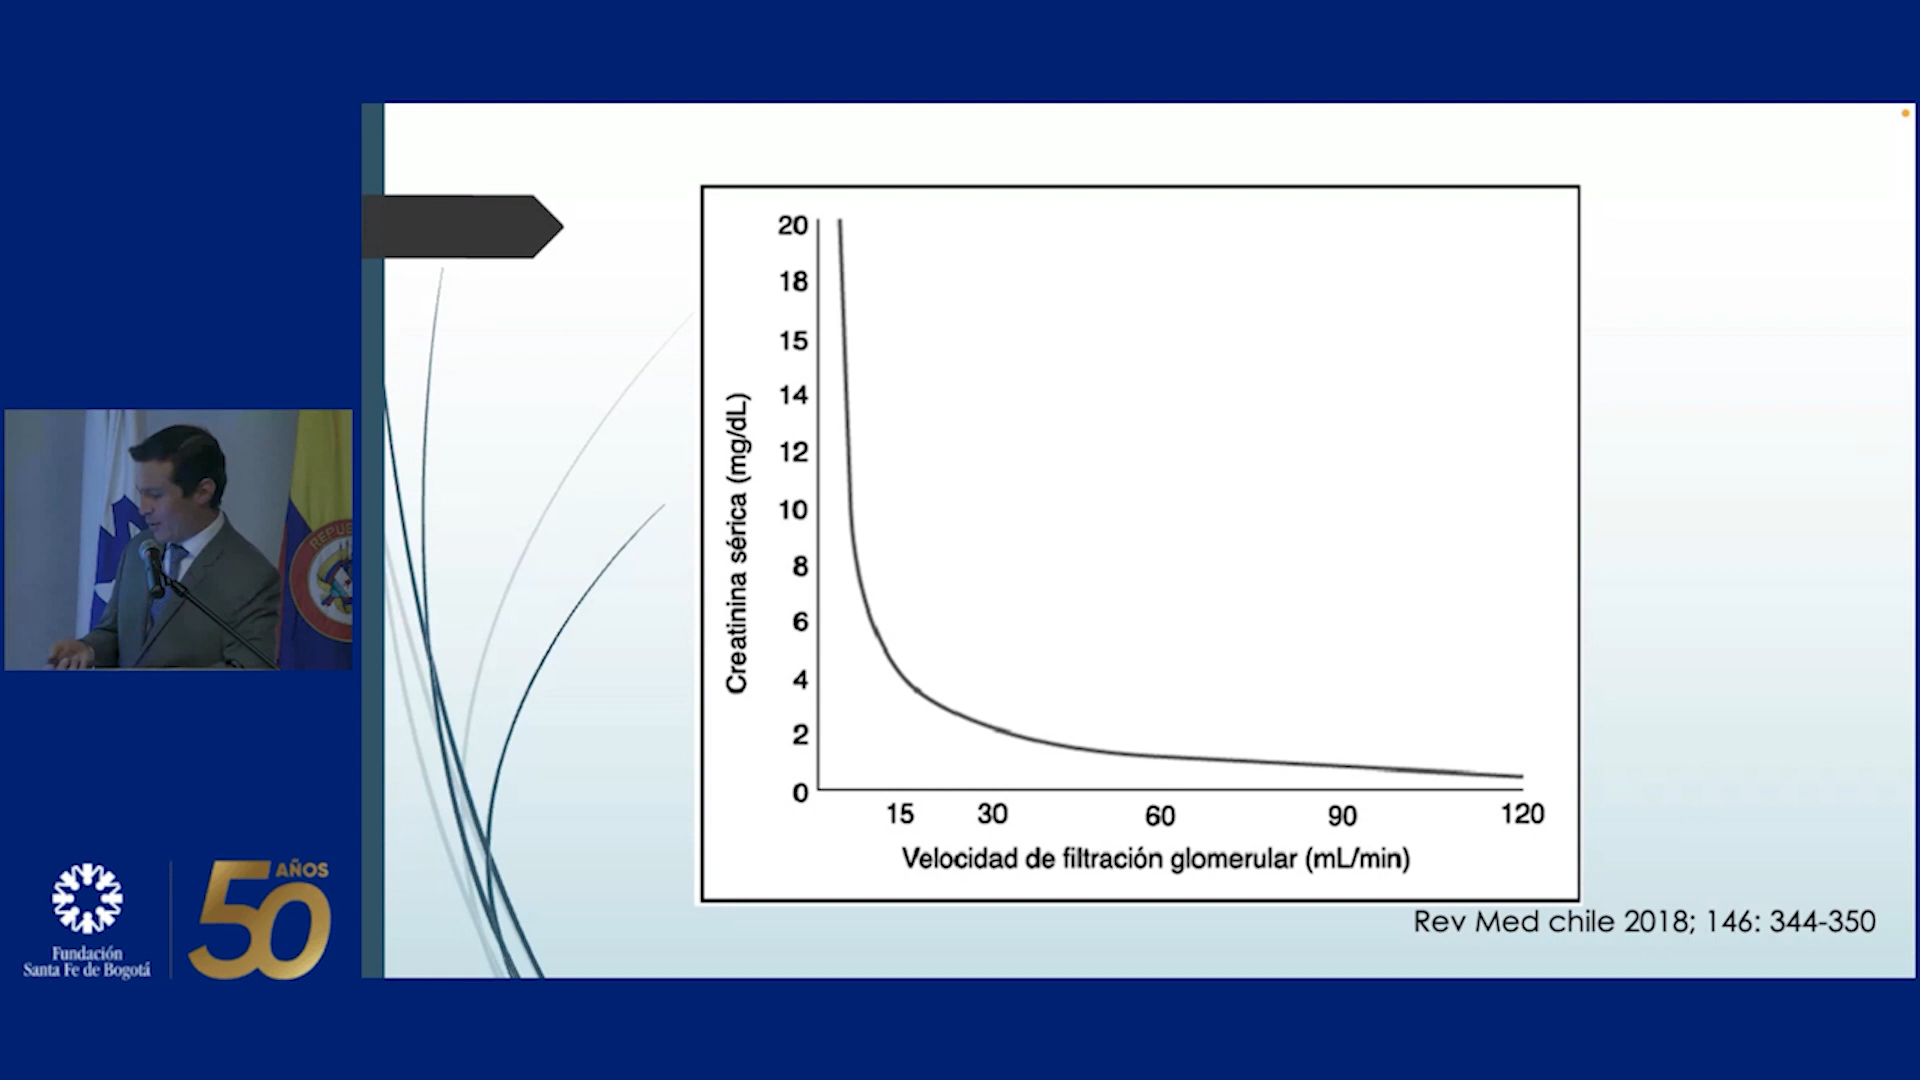 20
18
15
14
12
10
8
6
4
2
0
Creatinina sérica (mg/dL)
15 30 60 90 120
Velocidad de filtración glomerular (mL/min)
Rev Med chile 2018; 146: 344-350
REPUB
Fundación
Santa Fe de Bogotá
50 AÑOS